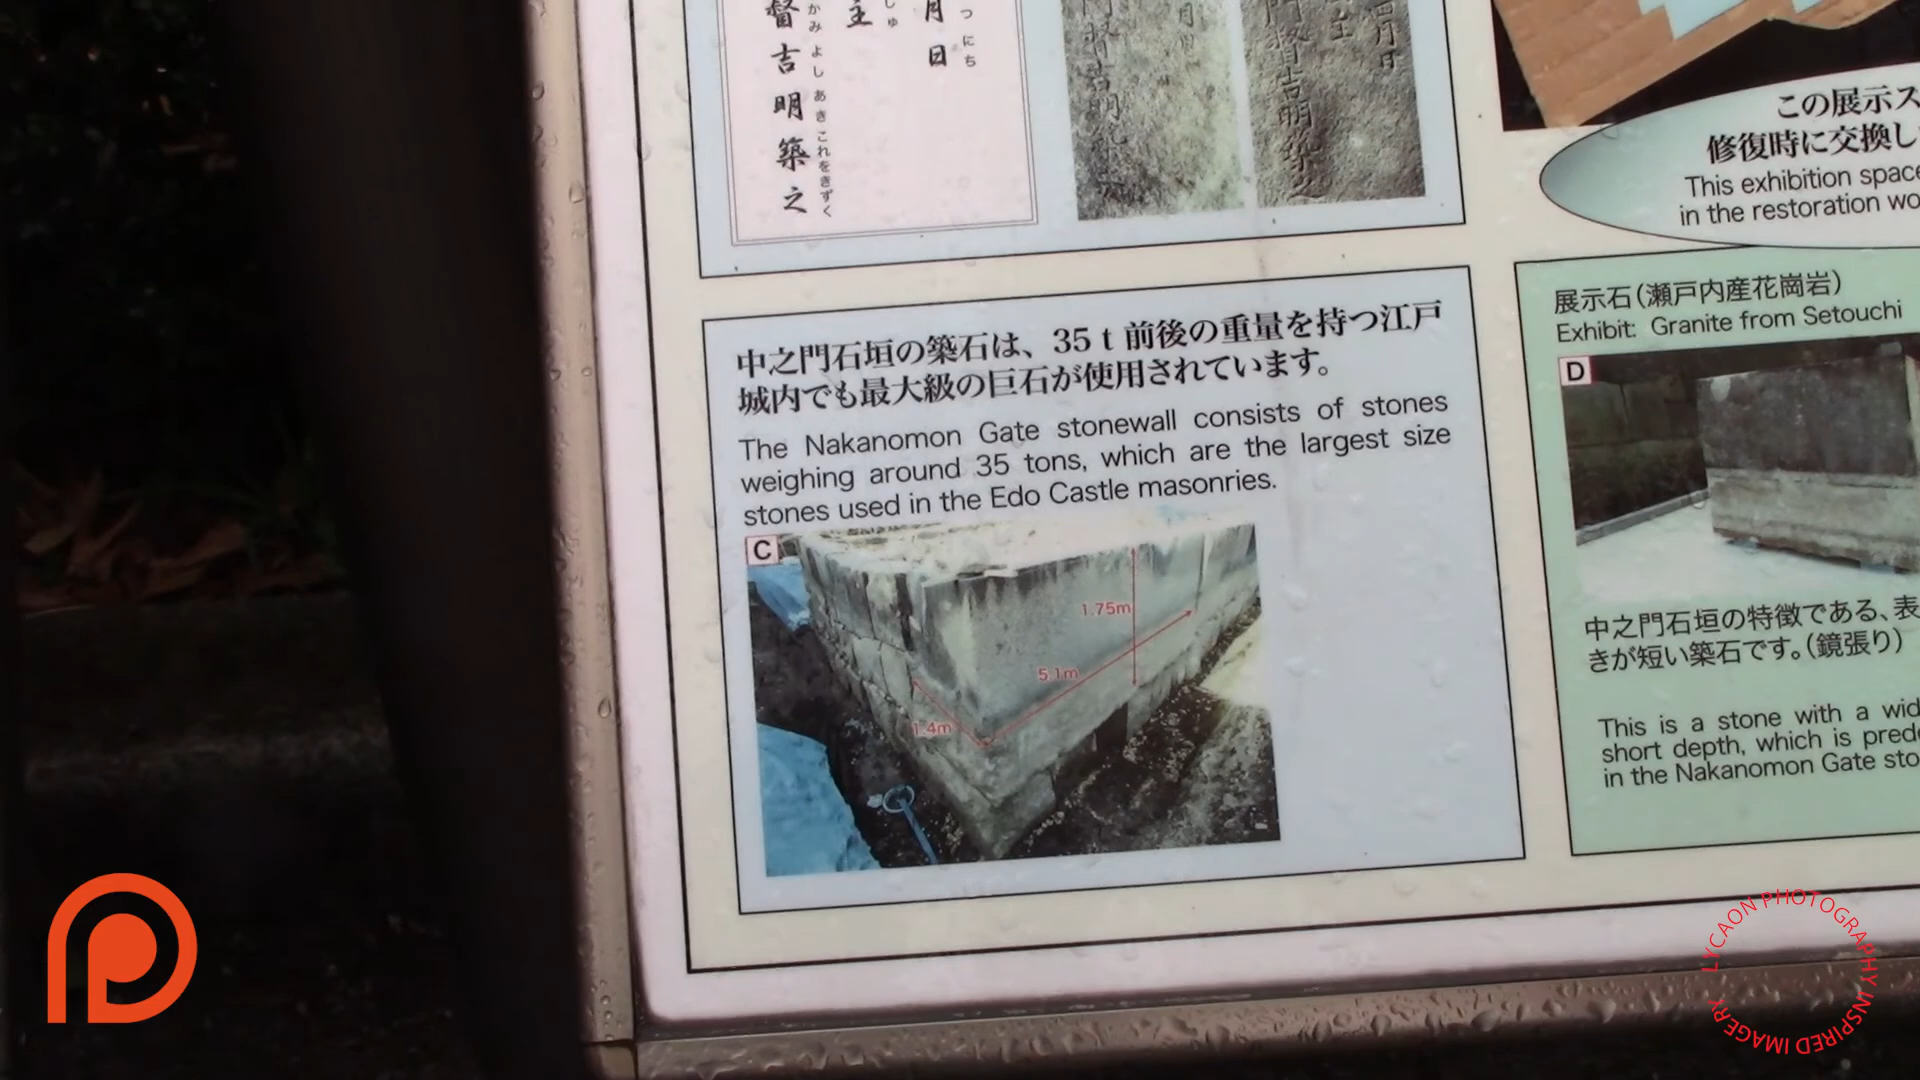 月日
つにち
主
しゅ
督吉明築之
かみよしあきこれをきずく
この展示ス
修復時に交換し
This exhibition space
in the restoration wo
中之門石垣の築石は、35 t 前後の重量を持つ江戸
城内でも最大級の巨石が使用されています。
The Nakanomon Gate stonewall consists of stones
weighing around 35 tons, which are the largest size
stones used in the Edo Castle masonries.
C
1.75m
5.1m
1.4m
展示石(瀬戸内産花崗岩)
Exhibit: Granite from Setouchi
D
中之門石垣の特徴である、表
きが短い築石です。(鏡張り)
This is a stone with a wid
short depth, which is pred
in the Nakanomon Gate sto
LYCAON PHOTOGRAPHY INSPIRED IMAGERY